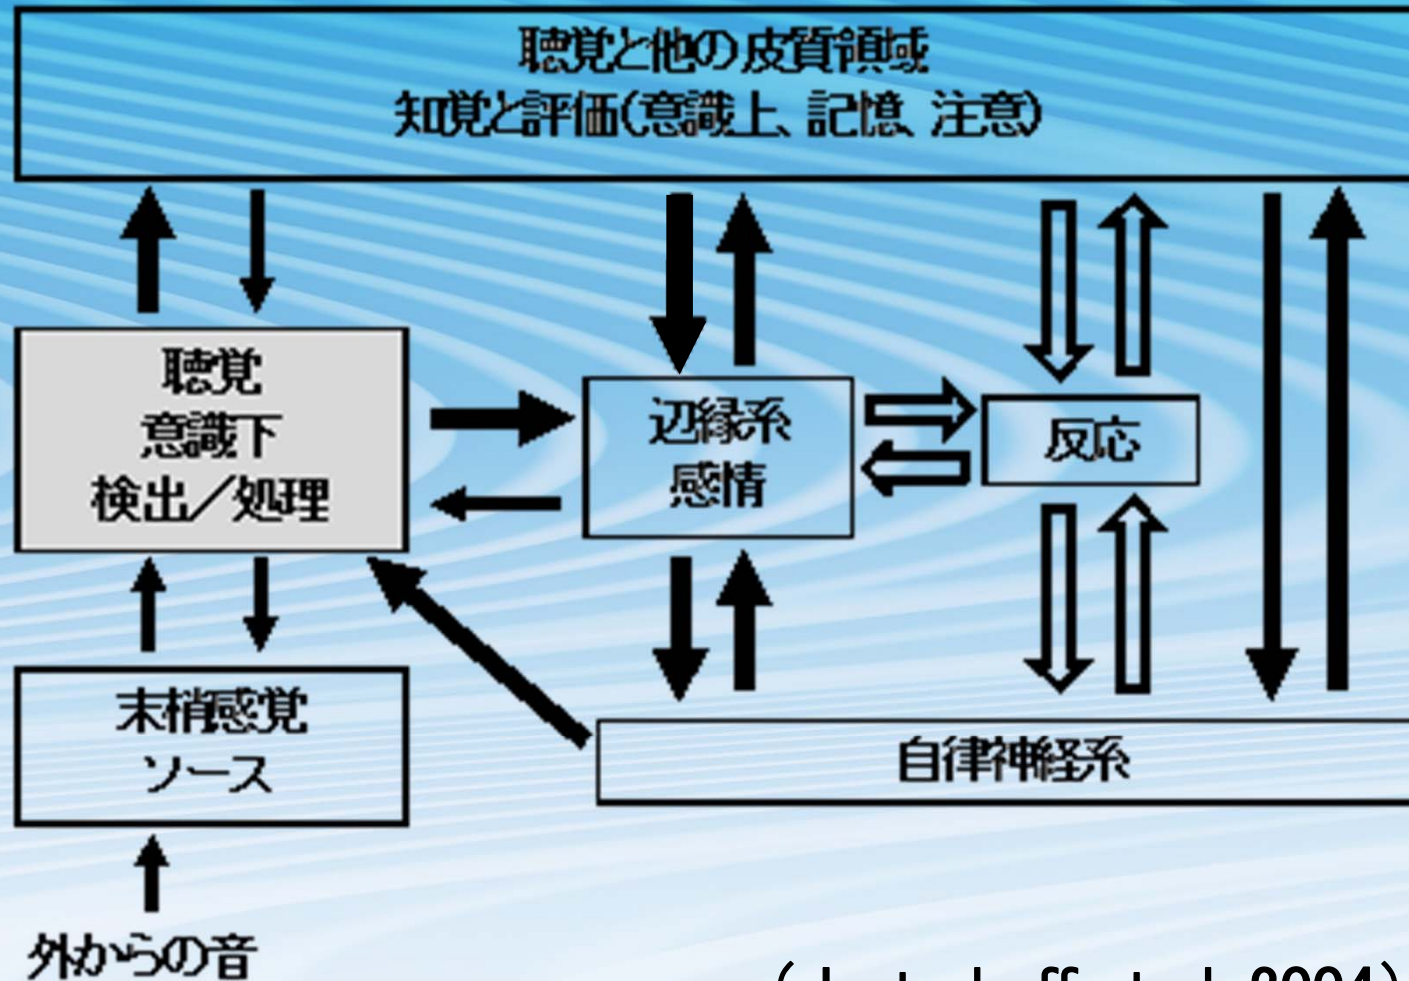 聴覚と他の皮質領域
知覚と評価(意識上、記憶、注意)
聴覚
意識下
検出／処理
辺縁系
感情
反応
末梢感覚
ソース
自律神経系
外からの音